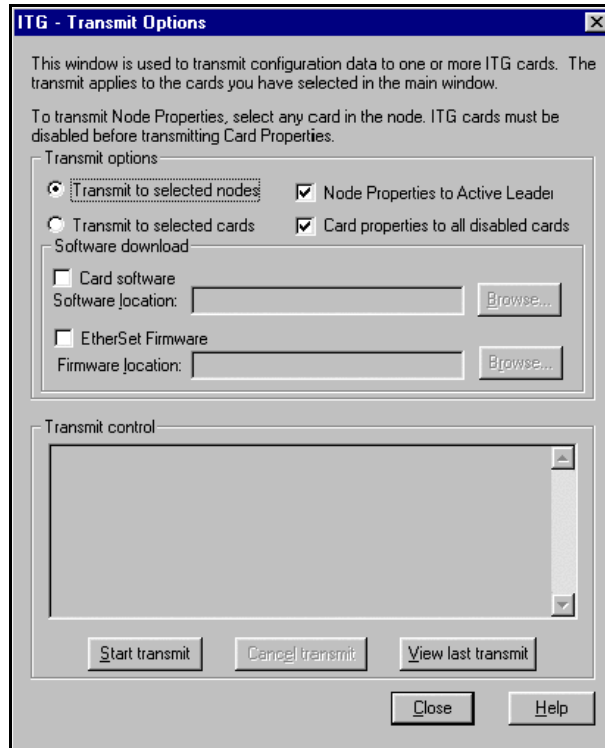 ITG - Transmit Options
This window is used to transmit configuration data to one or more ITG cards. The
transmit applies to the cards you have selected in the main window.
To transmit Node Properties, select any card in the node. ITG cards must be
disabled before transmitting Card Properties.
Transmit options
Transmit to selected nodes
Node Properties to Active Leader
Transmit to selected cards
Card properties to all disabled cards
Software download
Card software
Software location:
Browse...
EtherSet Firmware
Firmware location:
Browse...
Transmit control
Start transmit
Cancel transmit
View last transmit
Close
Help